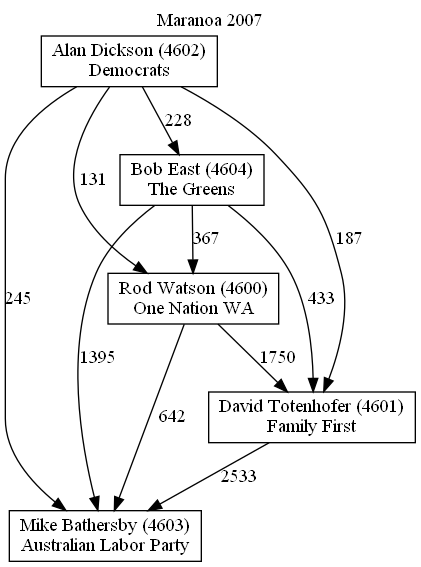 Maranoa 2007
Alan Dickson (4602)
Democrats
228
Bob East (4604)
The Greens
131
187
367
Rod Watson (4600)
One Nation WA
245
433
1395
1750
642
David Totenhofer (4601)
Family First
2533
Mike Bathersby (4603)
Australian Labor Party